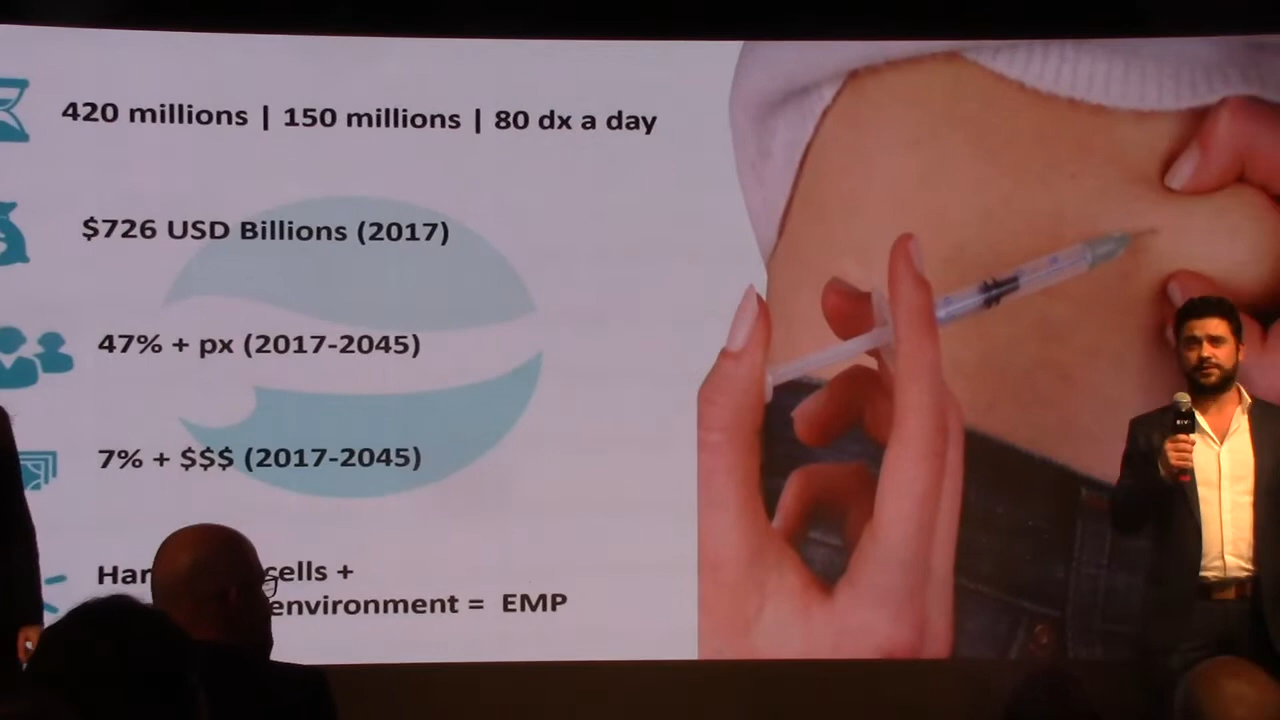 420 millions | 150 millions | 80 dx a day
$726 USD Billions (2017)
47% + px (2017-2045)
7% + $$$ (2017-2045)
cells +
environment = EMP